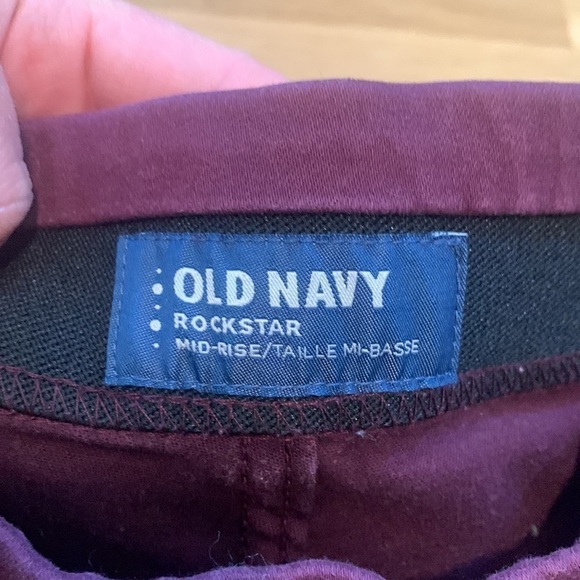 OLD NAVY
ROCKSTAR
MID-RISE/TAILLE MI-BASSE